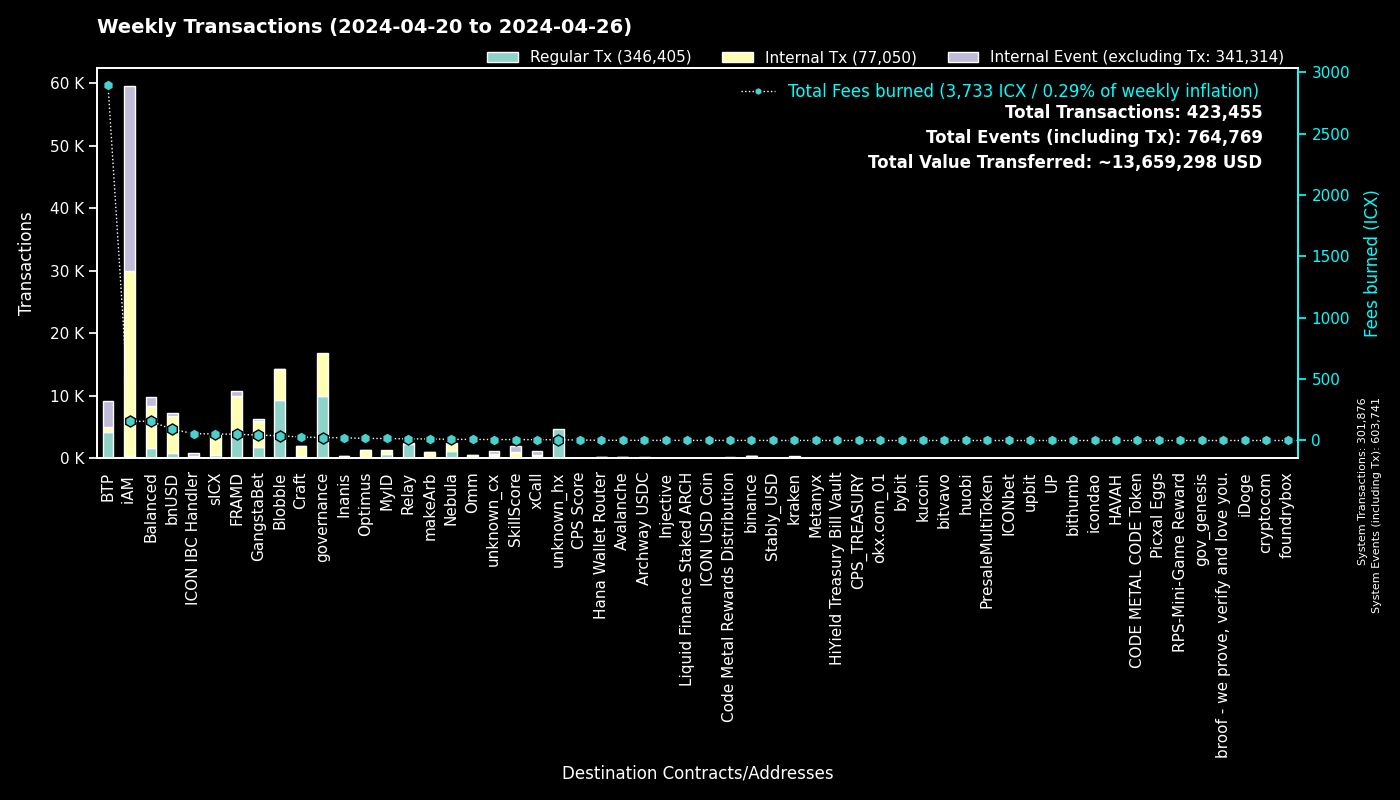 Weekly Transactions (2024-04-20 to 2024-04-26)
Regular Tx (346,405)
Internal Tx (77,050)
Internal Event (excluding Tx: 341,314)
Total Fees burned (3,733 ICX / 0.29% of weekly inflation)
Total Transactions: 423,455
Total Events (including Tx): 764,769
Total Value Transferred: ~13,659,298 USD
Transactions
60 K
50 K
40 K
30 K
20 K
10 K
0 K
3000
2500
2000
1500
1000
500
0
Fees burned (ICX)
System Transactions: 301,876
System Events (including Tx): 603,741
BTP
iAM
Balanced
bnUSD
ICON IBC Handler
sICX
FRAMD
GangstaBet
Blobble
Craft
governance
Inanis
Optimus
MyID
Relay
makeArb
Nebula
Omm
unknown_cx
SkillScore
xCall
unknown_hx
CPS Score
Hana Wallet Router
Avalanche
Archway USDC
Injective
Liquid Finance Staked ARCH
ICON USD Coin
Code Metal Rewards Distribution
binance
Stably_USD
kraken
Metanyx
HiYield Treasury Bill Vault
CPS_TREASURY
okx.com_01
bybit
kucoin
bitvavo
huobi
PresaleMultiToken
ICONbet
upbit
UP
bithumb
icondao
HAVAH
CODE METAL CODE Token
Picxal Eggs
RPS-Mini-Game Reward
gov_genesis
broof - we prove, verify and love you.
iDoge
cryptocom
foundrybox
Destination Contracts/Addresses